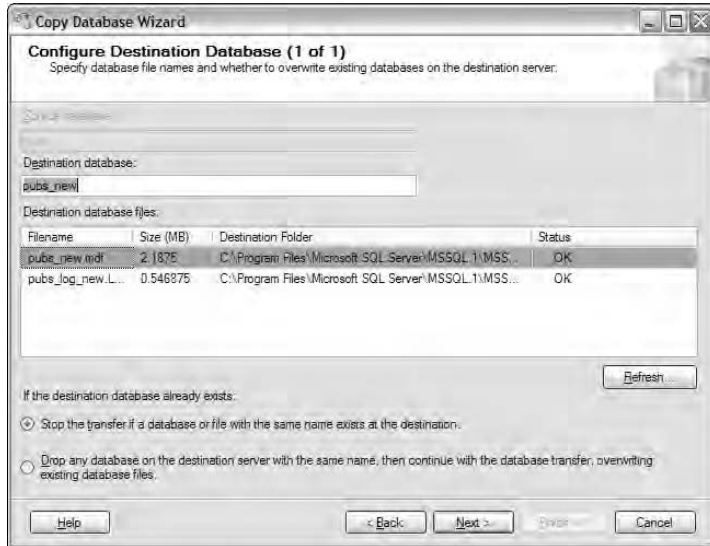 Copy Database Wizard
Configure Destination Database (1 of 1)
Specify database file names and whether to overwrite existing databases on the destination server.
Source database:
Destination database:
pubs_new
Destination database files:
Filename Size (MB) Destination Folder Status
pubs_new.mdf 2.1875 C:\Program Files\Microsoft SQL Server\MSSQL.1\MSS... OK
pubs_log_new.L... 0.546875 C:\Program Files\Microsoft SQL Server\MSSQL.1\MSS... OK
Refresh...
If the destination database already exists:
Stop the transfer if a database or file with the same name exists at the destination.
Drop any database on the destination server with the same name, then continue with the database transfer, overwriting
existing database files.
Help < Back Next > Cancel